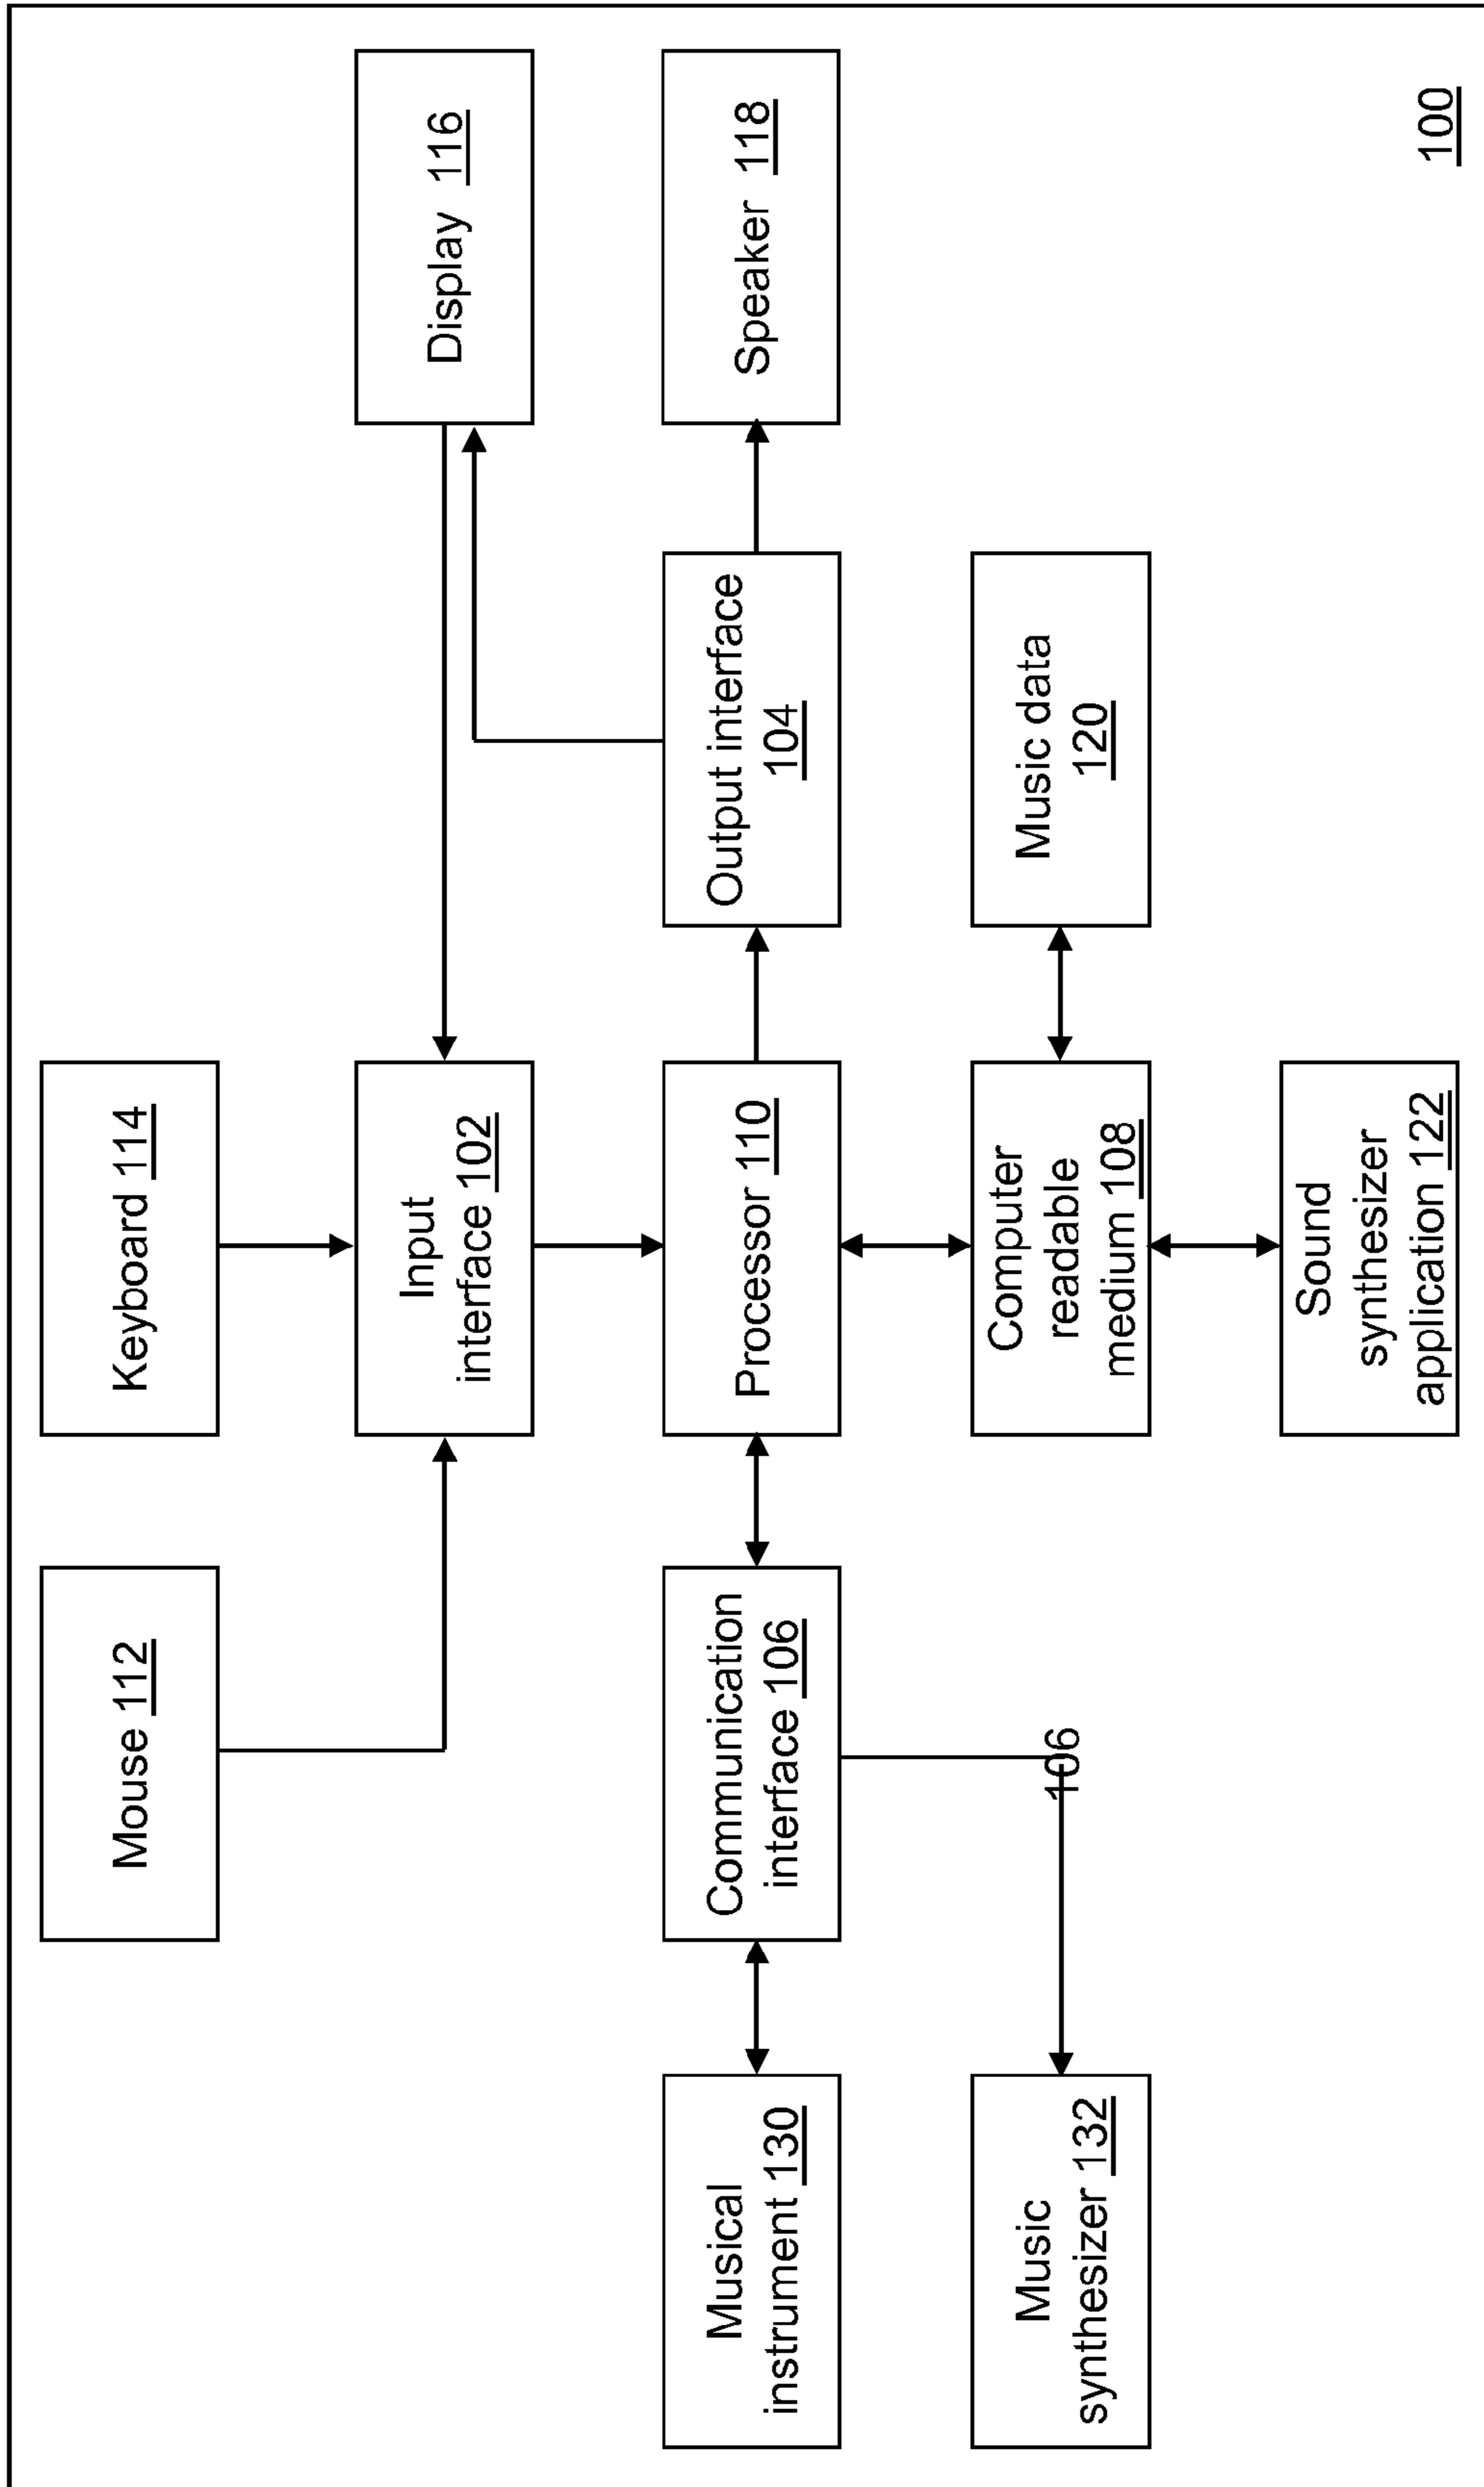 Mouse 112
Keyboard 114
Input
interface 102
Display 116
Musical
instrument 130
Communication
interface 106
Processor 110
Output interface
104
Speaker 118
Music
synthesizer 132
106
Computer
readable
medium 108
Music data
120
Sound
synthesizer
application 122
100